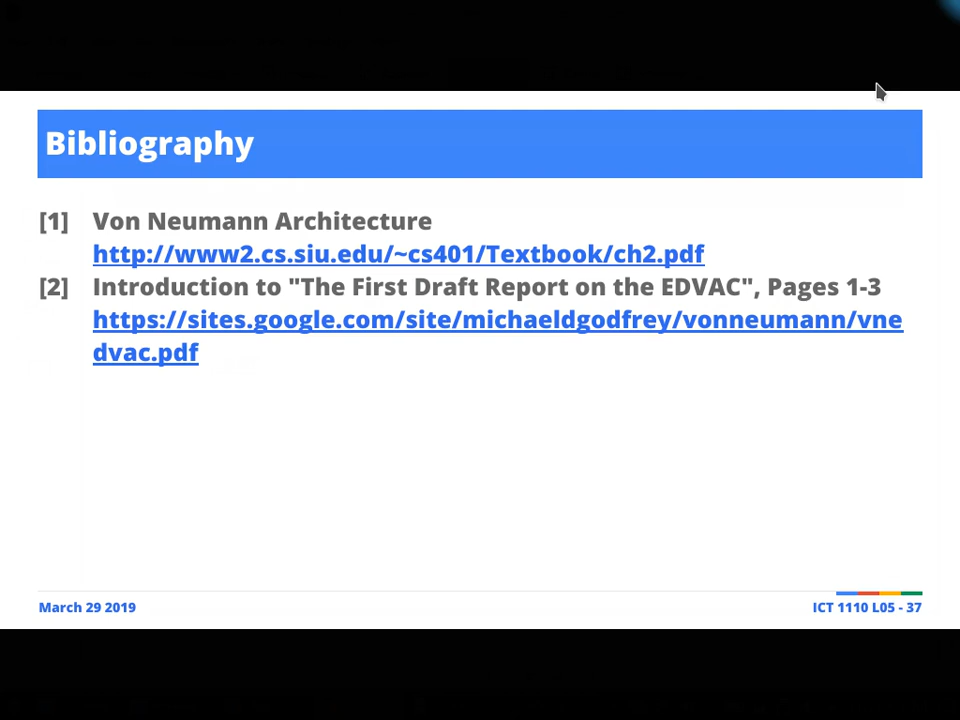 Bibliography
[1] Von Neumann Architecture
http://www2.cs.siu.edu/~cs401/Textbook/ch2.pdf
[2] Introduction to "The First Draft Report on the EDVAC", Pages 1-3
https://sites.google.com/site/michaeldgodfrey/vonneumann/vne
dvac.pdf
March 29 2019
ICT 1110 L05 - 37